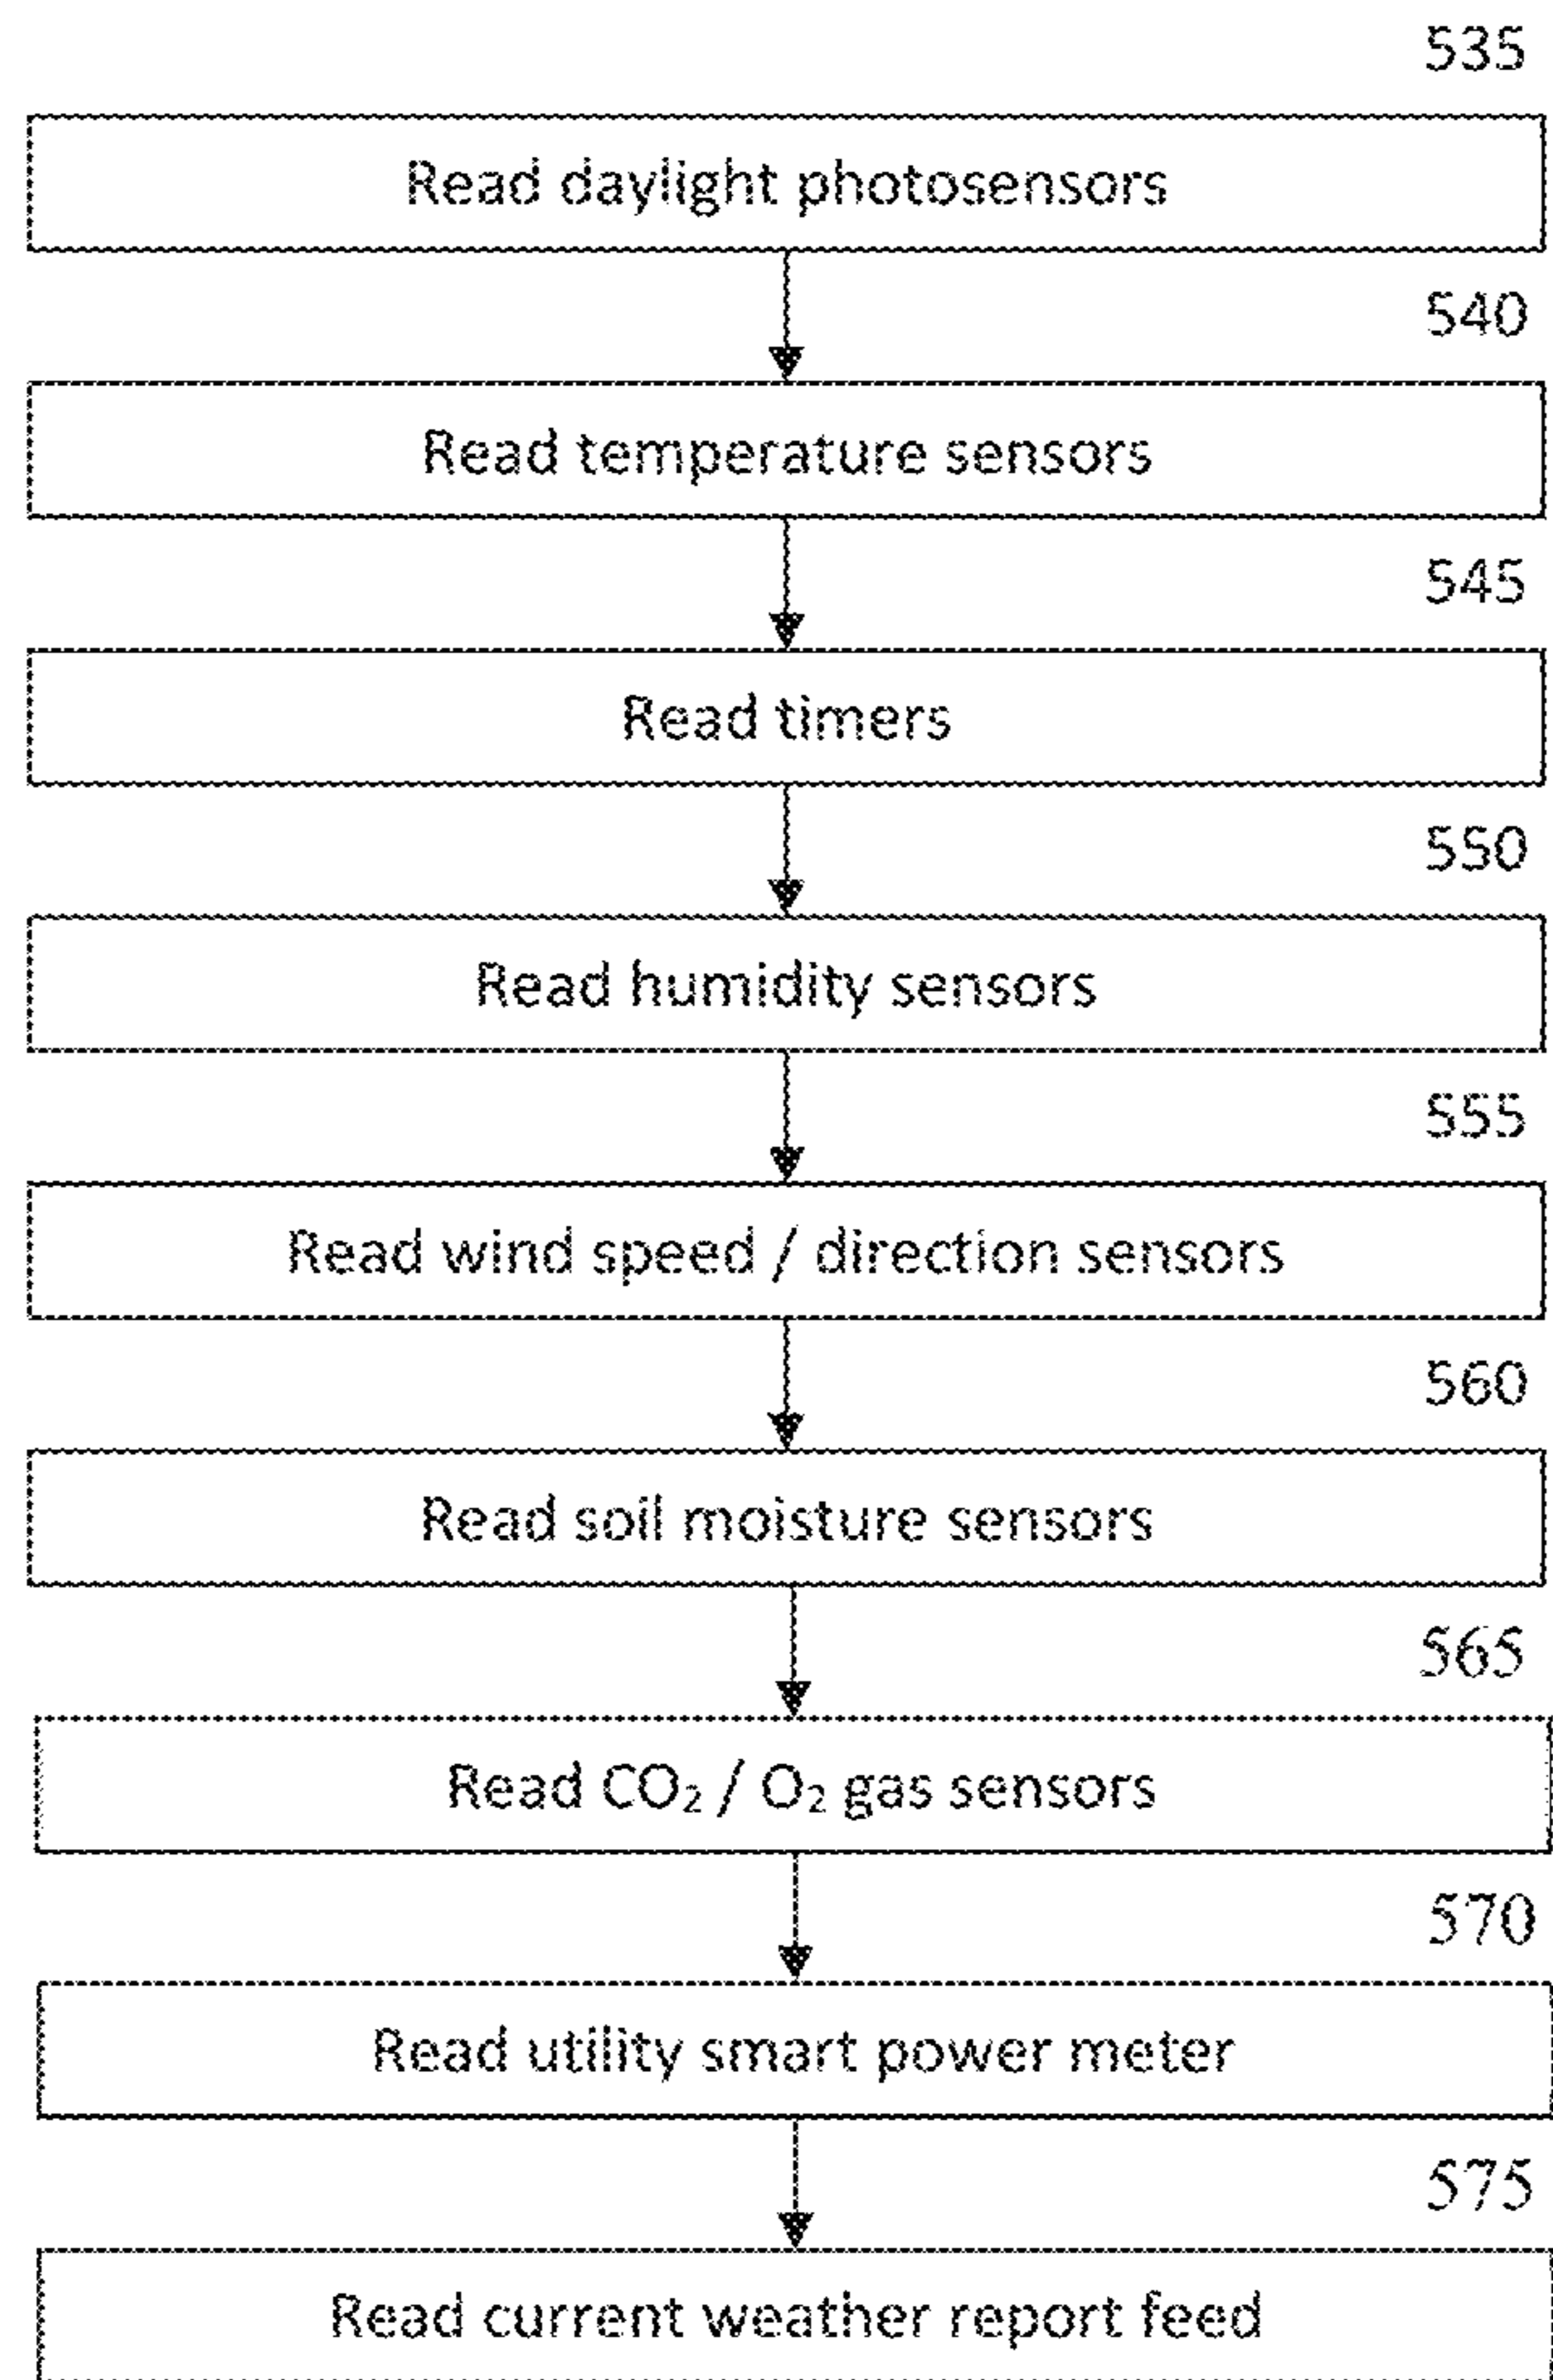 535
Read daylight photosensors
540
Read temperature sensors
545
Read timers
550
Read humidity sensors
555
Read wind speed / direction sensors
560
Read soil moisture sensors
565
Read CO₂ / O₂ gas sensors
570
Read utility smart power meter
575
Read current weather report feed